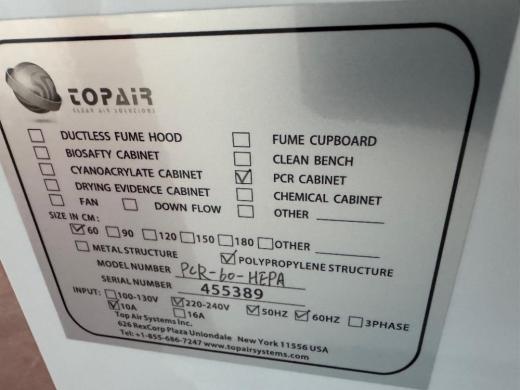 TOPAIR
CLEAN AIR SOLUTIONS
DUCTLESS FUME HOOD
FUME CUPBOARD
BIOSAFTY CABINET
CLEAN BENCH
CYANOACRYLATE CABINET
PCR CABINET
DRYING EVIDENCE CABINET
CHEMICAL CABINET
FAN DOWN FLOW
OTHER
SIZE IN CM:
60 90 120 150 180 OTHER
METAL STRUCTURE POLYPROPYLENE STRUCTURE
MODEL NUMBER PCR-60-HEPA
SERIAL NUMBER 455389
INPUT: 100-130V 220-240V 50HZ 60HZ 3PHASE
10A 16A
Top Air Systems Inc.
626 RexCorp Plaza Uniondale New York 11556 USA
Tel: +1-855-686-7247 www.topairsystems.com